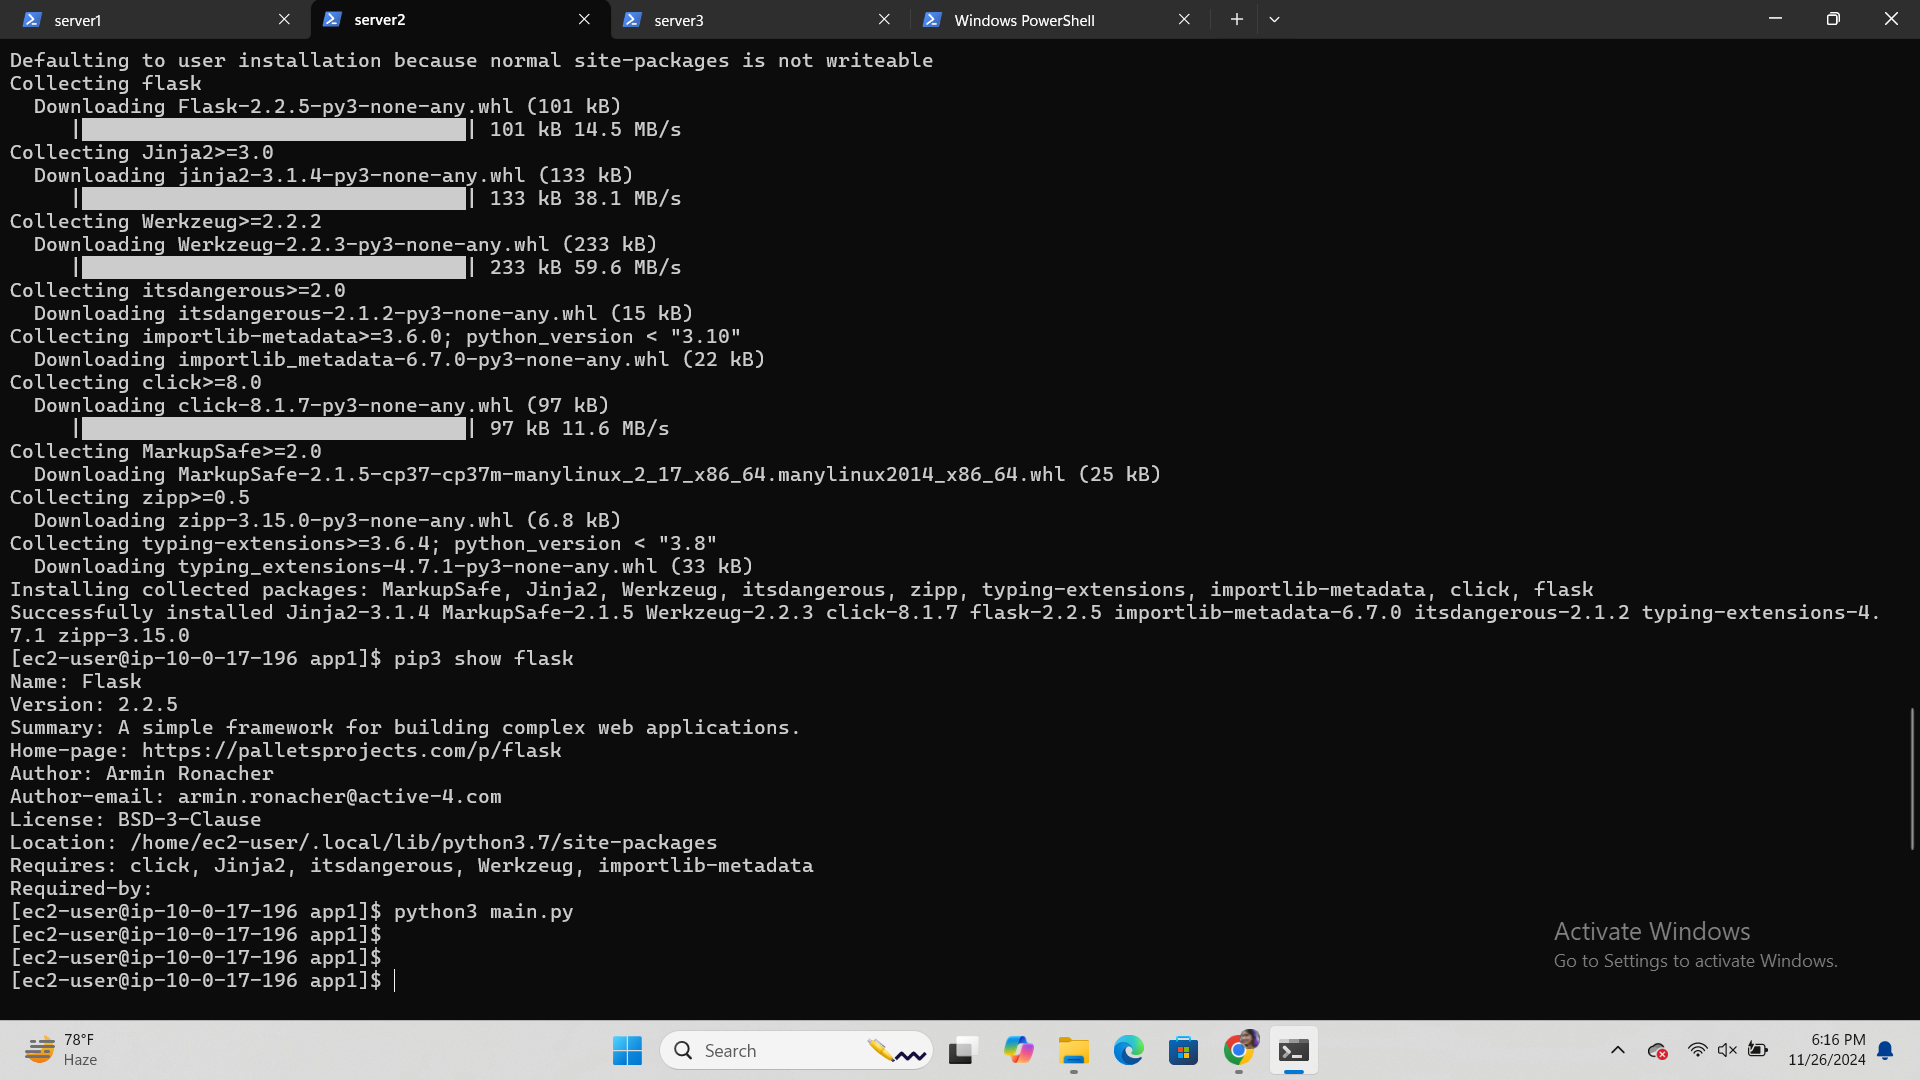 server1
server2
server3
Windows PowerShell
Defaulting to user installation because normal site-packages is not writeable
Collecting flask
  Downloading Flask-2.2.5-py3-none-any.whl (101 kB)
     |████████████████████████████████| 101 kB 14.5 MB/s
Collecting Jinja2>=3.0
  Downloading jinja2-3.1.4-py3-none-any.whl (133 kB)
     |████████████████████████████████| 133 kB 38.1 MB/s
Collecting Werkzeug>=2.2.2
  Downloading Werkzeug-2.2.3-py3-none-any.whl (233 kB)
     |████████████████████████████████| 233 kB 59.6 MB/s
Collecting itsdangerous>=2.0
  Downloading itsdangerous-2.1.2-py3-none-any.whl (15 kB)
Collecting importlib-metadata>=3.6.0; python_version < "3.10"
  Downloading importlib_metadata-6.7.0-py3-none-any.whl (22 kB)
Collecting click>=8.0
  Downloading click-8.1.7-py3-none-any.whl (97 kB)
     |████████████████████████████████| 97 kB 11.6 MB/s
Collecting MarkupSafe>=2.0
  Downloading MarkupSafe-2.1.5-cp37-cp37m-manylinux_2_17_x86_64.manylinux2014_x86_64.whl (25 kB)
Collecting zipp>=0.5
  Downloading zipp-3.15.0-py3-none-any.whl (6.8 kB)
Collecting typing-extensions>=3.6.4; python_version < "3.8"
  Downloading typing_extensions-4.7.1-py3-none-any.whl (33 kB)
Installing collected packages: MarkupSafe, Jinja2, Werkzeug, itsdangerous, zipp, typing-extensions, importlib-metadata, click, flask
Successfully installed Jinja2-3.1.4 MarkupSafe-2.1.5 Werkzeug-2.2.3 click-8.1.7 flask-2.2.5 importlib-metadata-6.7.0 itsdangerous-2.1.2 typing-extensions-4.
7.1 zipp-3.15.0
[ec2-user@ip-10-0-17-196 app1]$ pip3 show flask
Name: Flask
Version: 2.2.5
Summary: A simple framework for building complex web applications.
Home-page: https://palletsprojects.com/p/flask
Author: Armin Ronacher
Author-email: armin.ronacher@active-4.com
License: BSD-3-Clause
Location: /home/ec2-user/.local/lib/python3.7/site-packages
Requires: click, Jinja2, itsdangerous, Werkzeug, importlib-metadata
Required-by:
[ec2-user@ip-10-0-17-196 app1]$ python3 main.py
[ec2-user@ip-10-0-17-196 app1]$
[ec2-user@ip-10-0-17-196 app1]$
[ec2-user@ip-10-0-17-196 app1]$
Activate Windows
Go to Settings to activate Windows.
78°F
Haze
Search
6:16 PM
11/26/2024